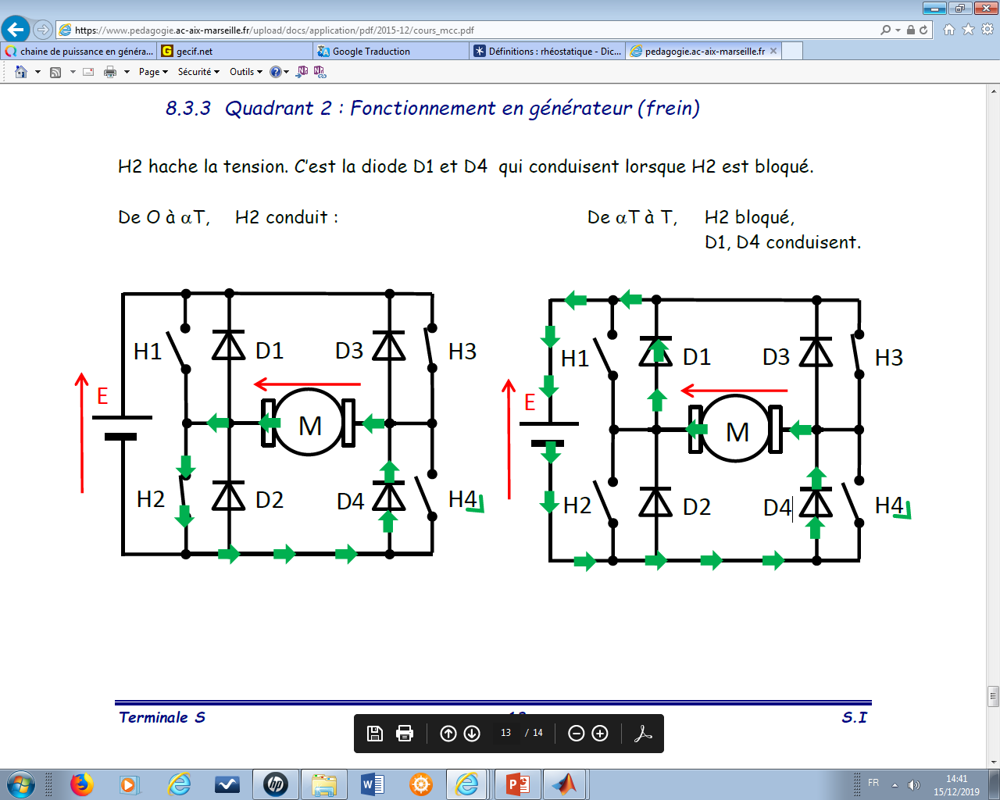 https://www.pedagogie.ac-aix-marseille.fr/upload/docs/application/pdf/2015-12/cours_mcc.pdf
chaine de puissance en généra... gecif.net Google Traduction Définitions : rhéostatique - Dic... pedagogie.ac-aix-marseille.fr
Page Sécurité Outils
8.3.3 Quadrant 2 : Fonctionnement en générateur (frein)
H2 hache la tension. C'est la diode D1 et D4 qui conduisent lorsque H2 est bloqué.
De O à αT, H2 conduit : De αT à T, H2 bloqué,
D1, D4 conduisent.
H1 D1 D3 H3
E
M
H2 D2 D4 H4
H1 D1 D3 H3
E
M
H2 D2 D4 H4
Terminale S S.I
13 / 14
FR 14:41
15/12/2019